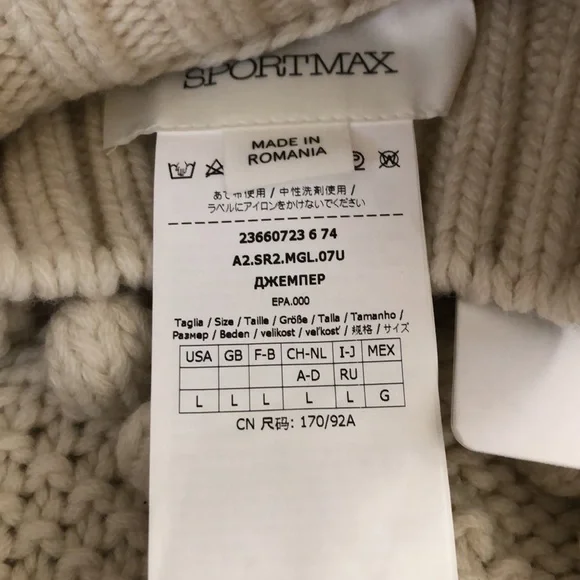 SPORTMAX
MADE IN
ROMANIA
使用 / 中性洗剤使用 /
ラベルにアイロンをかけないでください
23660723 6 74
A2.SR2.MGL.07U
ДЖЕМПЕР
EPA.000
Taglia / Size / Taille / Größe / Talla / Tamanho /
Размер / Beden / velikost / veľkosť / 规格 / サイズ
USA GB F-B CH-NL I-J MEX
A-D RU
L L L L L G
CN 尺码: 170/92A